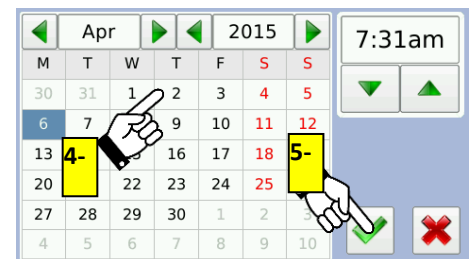 Apr 2015 7:31am
M T W T F S S
30 31 1 2 3 4 5
6 7 9 10 11 12
13 4- 16 17 18 5-
20 22 23 24 25
27 28 29 30 1 2 3
4 5 6 7 8 9 10